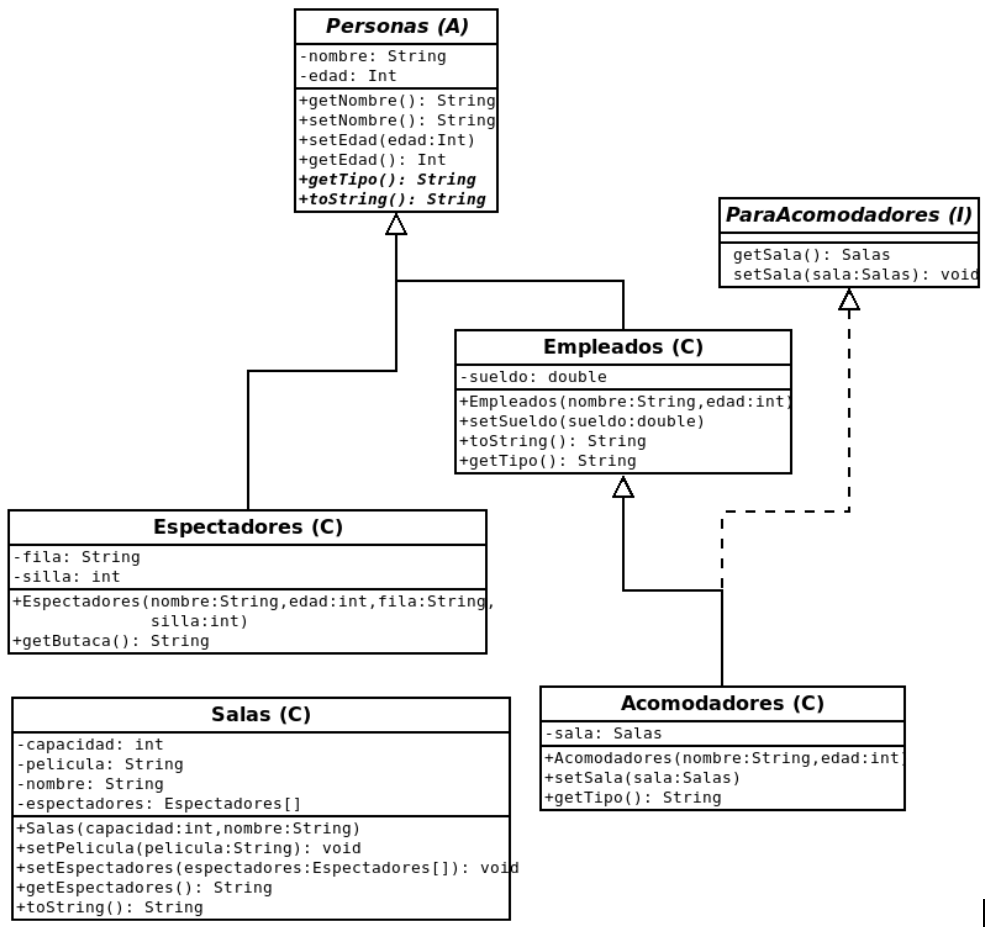 Personas (A)
-nombre: String
-edad: Int
+getNombre(): String
+setNombre(): String
+setEdad(edad:Int)
+getEdad(): Int
+getTipo(): String
+toString(): String
ParaAcomodadores (I)
getSala(): Salas
setSala(sala:Salas): void
Empleados (C)
-sueldo: double
+Empleados(nombre:String,edad:int)
+setSueldo(sueldo:double)
+toString(): String
+getTipo(): String
Espectadores (C)
-fila: String
-silla: int
+Espectadores(nombre:String,edad:int,fila:String,
silla:int)
+getButaca(): String
Salas (C)
-capacidad: int
-pelicula: String
-nombre: String
-espectadores: Espectadores[]
+Salas(capacidad:int,nombre:String)
+setPelicula(pelicula:String): void
+setEspectadores(espectadores:Espectadores[]): void
+getEspectadores(): String
+toString(): String
Acomodadores (C)
-sala: Salas
+Acomodadores(nombre:String,edad:int)
+setSala(sala:Salas)
+getTipo(): String